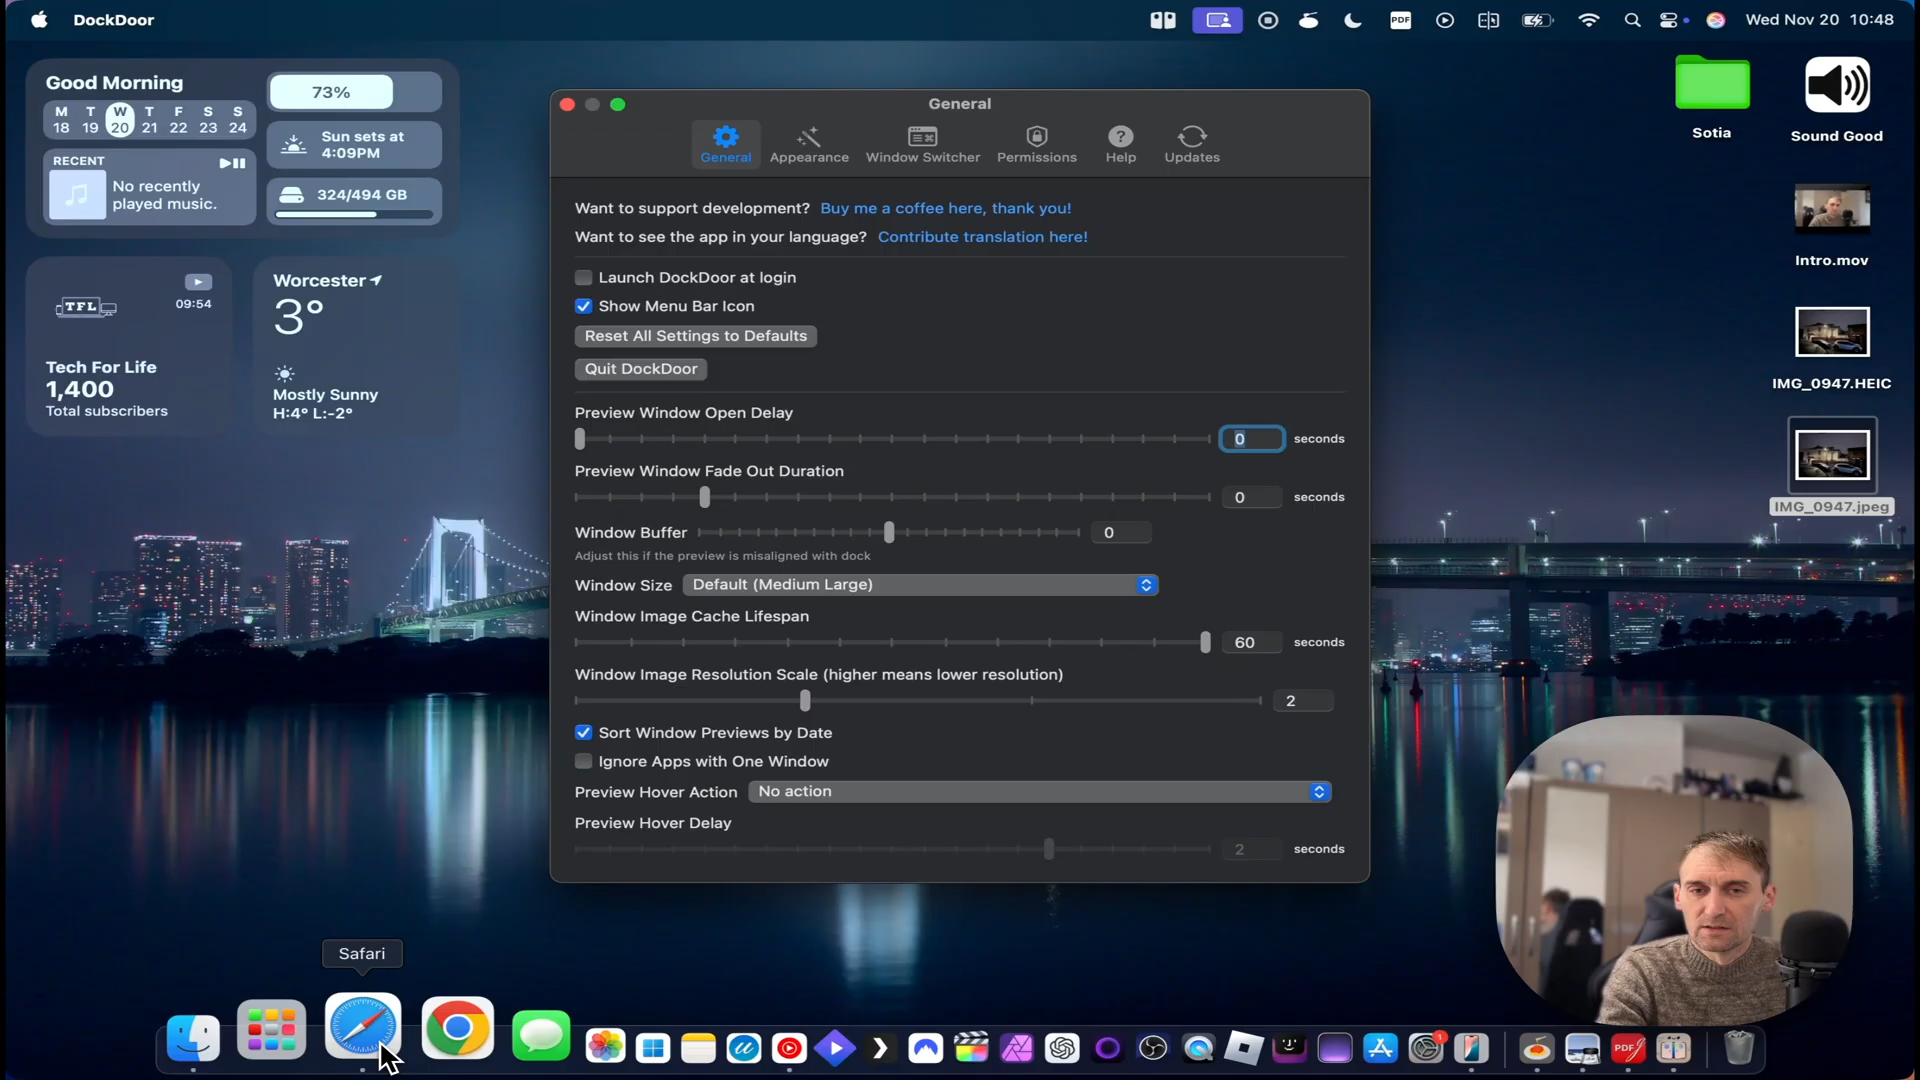 DockDoor
PDF
Wed Nov 20 10:48
Good Morning
M T W T F S S
18 19 20 21 22 23 24
73%
Sun sets at
4:09PM
RECENT
No recently
played music.
324/494 GB
TFL
09:54
Tech For Life
1,400
Total subscribers
Worcester
3°
Mostly Sunny
H:4° L:-2°
General
General
Appearance
Window Switcher
Permissions
Help
Updates
Want to support development? Buy me a coffee here, thank you!
Want to see the app in your language? Contribute translation here!
Launch DockDoor at login
Show Menu Bar Icon
Reset All Settings to Defaults
Quit DockDoor
Preview Window Open Delay
0 seconds
Preview Window Fade Out Duration
0 seconds
Window Buffer 0
Adjust this if the preview is misaligned with dock
Window Size Default (Medium Large)
Window Image Cache Lifespan
60 seconds
Window Image Resolution Scale (higher means lower resolution)
2
Sort Window Previews by Date
Ignore Apps with One Window
Preview Hover Action No action
Preview Hover Delay
2 seconds
Sotia
Sound Good
Intro.mov
IMG_0947.HEIC
IMG_0947.jpeg
Safari
1
PDF